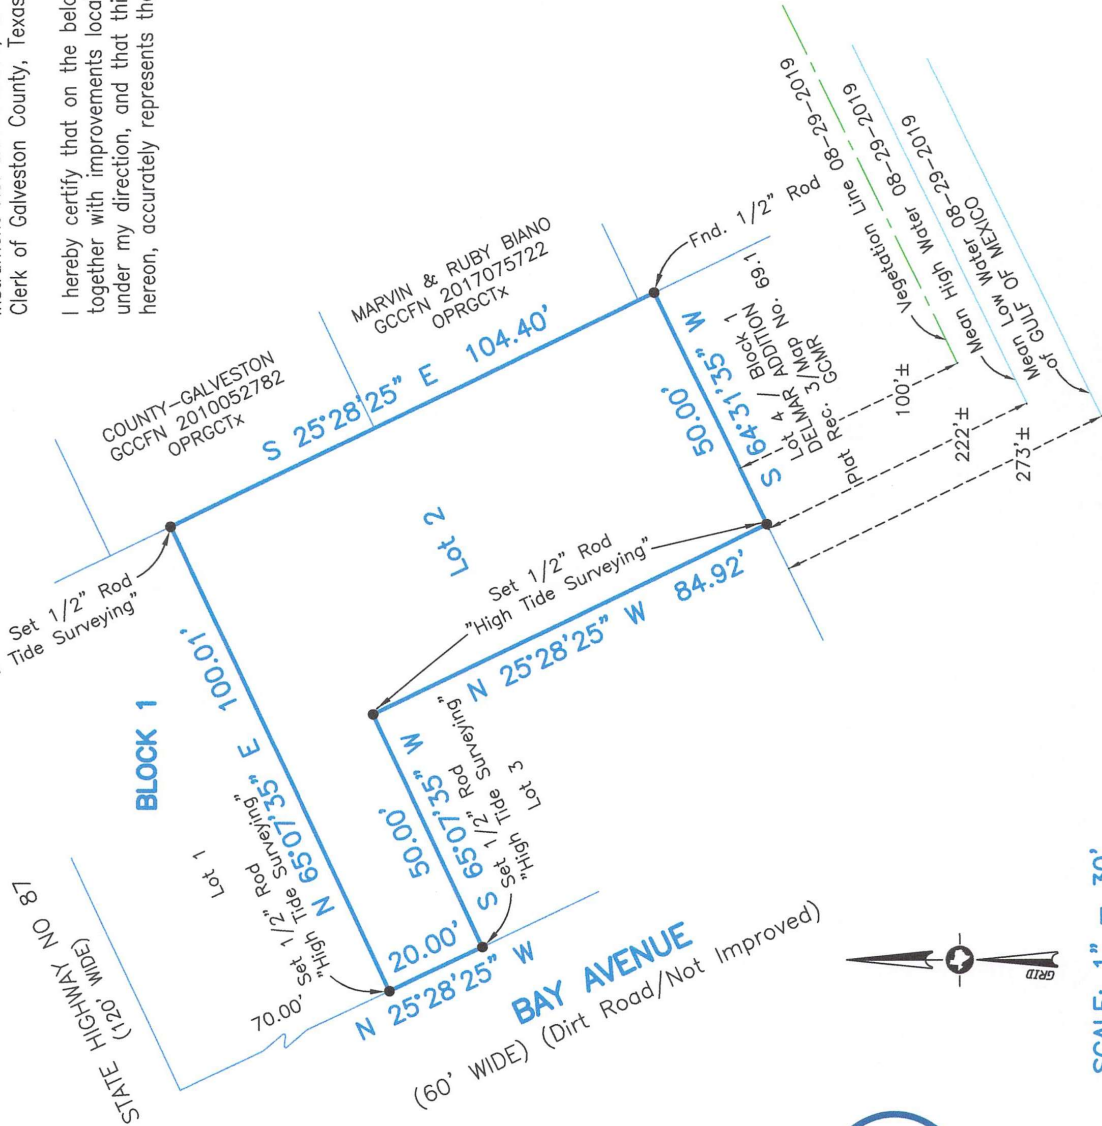 Clerk of Galveston County, Texas
I hereby certify that on the belo
together with improvements loca
under my direction, and that thi
hereon, accurately represents th
COUNTY-GALVESTON
GCCFN 2010052782
OPRGCTx
MARVIN & RUBY BIANO
GCCFN 2017075722
OPRGCTx
S 25°28'25" E 104.40'
Fnd. 1/2" Rod
Set 1/2" Rod
Tide Surveying"
BLOCK 1
N 65°07'35" E 100.01'
Lot 2
Set 1/2" Rod
"High Tide Surveying"
N 25°28'25" W 84.92'
50.00'
S 64°31'35" W
Lot 4 / Block 1
DELMAR ADDITION
Plat Rec. 3/Map No. 69.1
GCMR
Vegetation Line 08-29-2019
Mean High Water 08-29-2019
Mean Low Water 08-29-2019
of GULF OF MEXICO
100'±
222'±
273'±
Lot 1
Set 1/2" Rod
"High Tide Surveying"
50.00'
S 65°07'35" W
Set 1/2" Rod
"High Tide Surveying"
Lot 3
STATE HIGHWAY NO 87
(120' WIDE)
70.00'
20.00'
N 25°28'25" W
BAY AVENUE
(60' WIDE) (Dirt Road/Not Improved)
GRID
SCALE: 1" = 30'